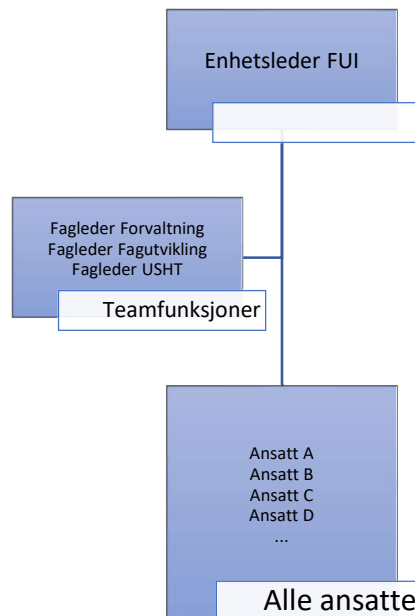 Enhetsleder FUI
Fagleder Forvaltning
Fagleder Fagutvikling
Fagleder USHT
Teamfunksjoner
Ansatt A
Ansatt B
Ansatt C
Ansatt D
...
Alle ansatte